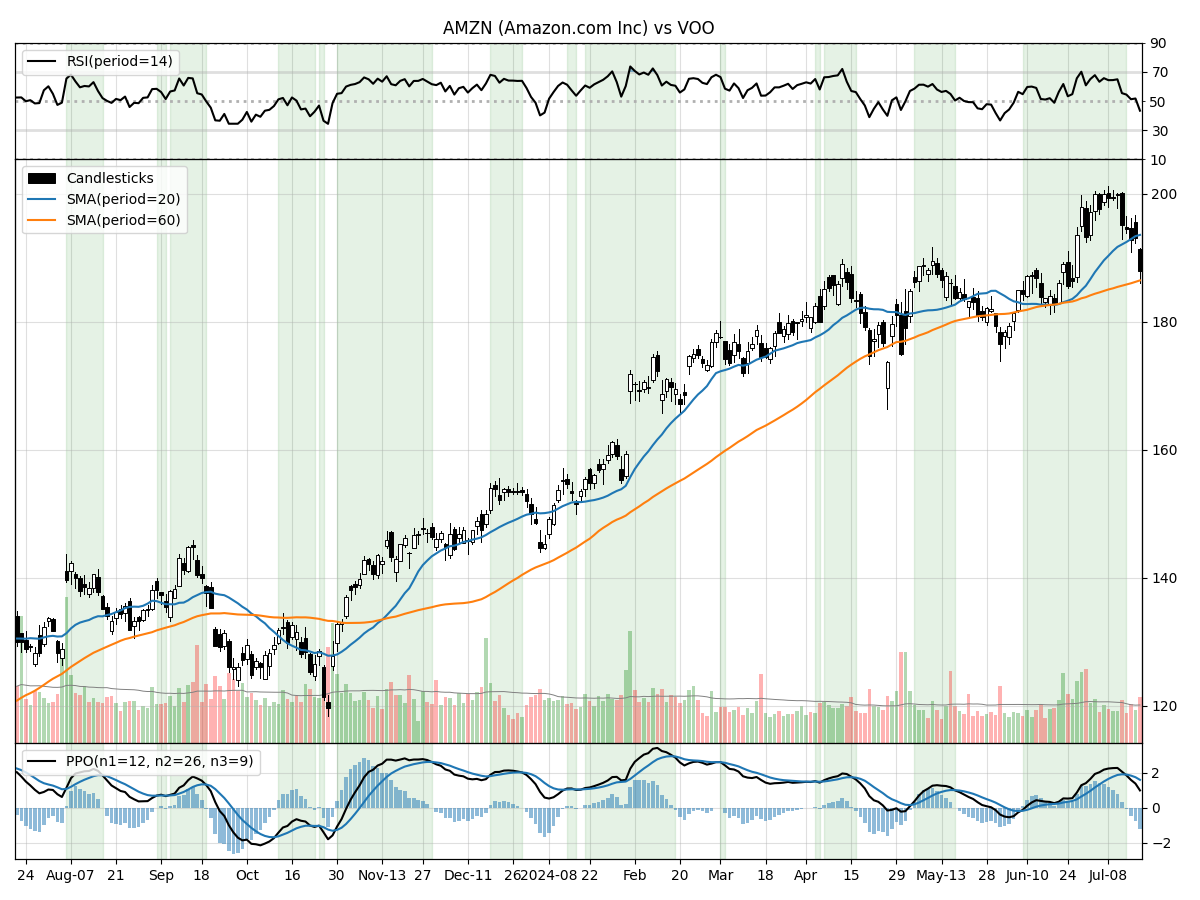 AMZN (Amazon.com Inc) vs VOO
RSI(period=14)
90
70
50
30
10
Candlesticks
SMA(period=20)
SMA(period=60)
200
180
160
140
120
PPO(n1=12, n2=26, n3=9)
2
0
−2
24 Aug-07 21 Sep 18 Oct 16 30 Nov-13 27 Dec-11 26 2024-08 22 Feb 20 Mar 18 Apr 15 29 May-13 28 Jun-10 24 Jul-08